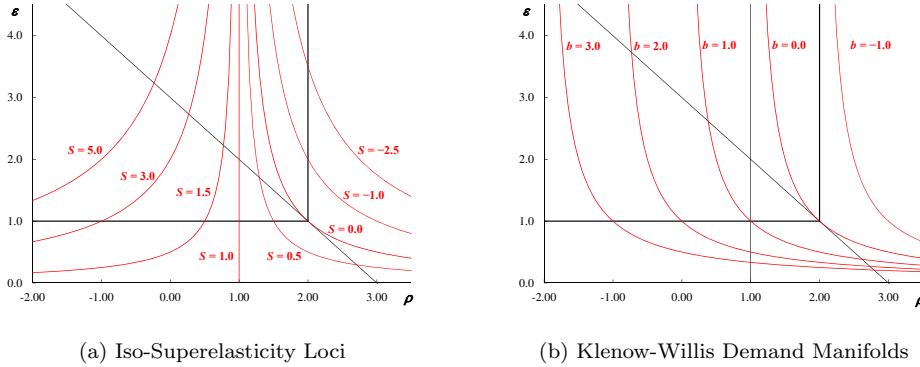 ε
4.0
3.0
2.0
1.0
0.0
-2.00
-1.00
0.00
1.00
2.00
3.00
ρ
S = 5.0
S = 3.0
S = 1.5
S = 1.0
S = 0.5
S = 0.0
S = −1.0
S = −2.5
(a) Iso-Superelasticity Loci
ε
4.0
3.0
2.0
1.0
0.0
-2.00
-1.00
0.00
1.00
2.00
3.00
ρ
b = 3.0
b = 2.0
b = 1.0
b = 0.0
b = −1.0
(b) Klenow-Willis Demand Manifolds